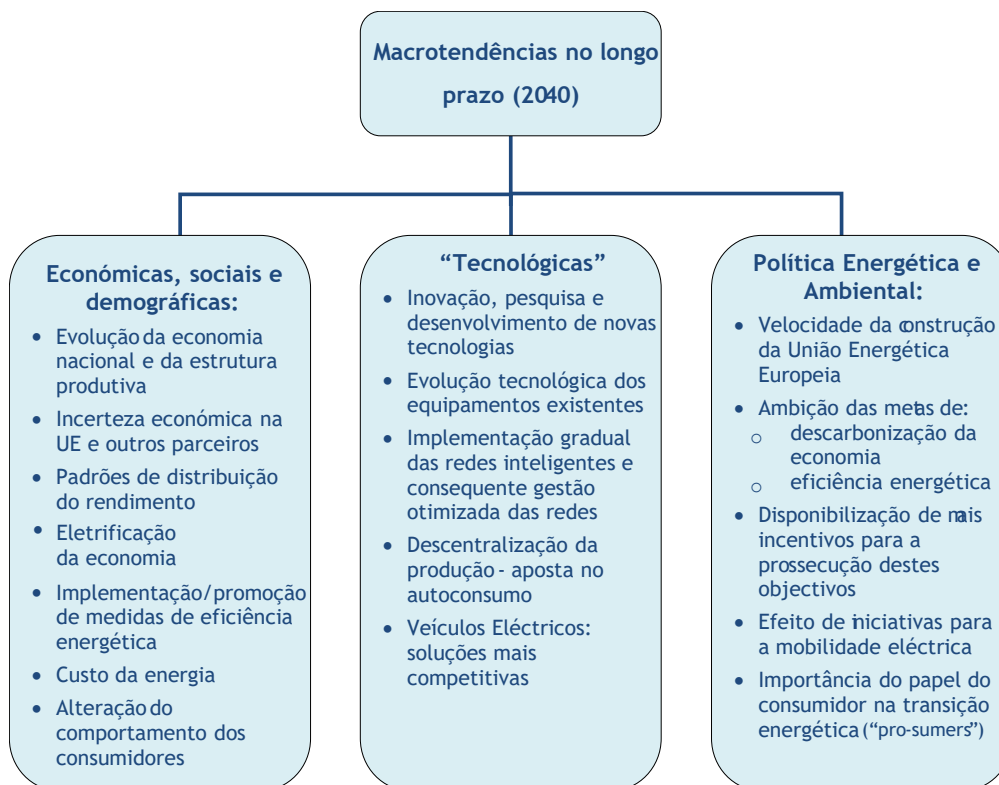 Macrotendências no longo
prazo (2040)
Económicas, sociais e
demográficas:
• Evolução da economia
nacional e da estrutura
produtiva
• Incerteza económica na
UE e outros parceiros
• Padrões de distribuição
do rendimento
• Eletrificação
da economia
• Implementação/promoção
de medidas de eficiência
energética
• Custo da energia
• Alteração do
comportamento dos
consumidores
“Tecnológicas”
• Inovação, pesquisa e
desenvolvimento de novas
tecnologias
• Evolução tecnológica dos
equipamentos existentes
• Implementação gradual
das redes inteligentes e
consequente gestão
otimizada das redes
• Descentralização da
produção - aposta no
autoconsumo
• Veículos Eléctricos:
soluções mais
competitivas
Política Energética e
Ambiental:
• Velocidade da construção
da União Energética
Europeia
• Ambição das metas de:
o descarbonização da
economia
o eficiência energética
• Disponibilização de mais
incentivos para a
prossecução destes
objectivos
• Efeito de iniciativas para
a mobilidade eléctrica
• Importância do papel do
consumidor na transição
energética (“pro-sumers”)